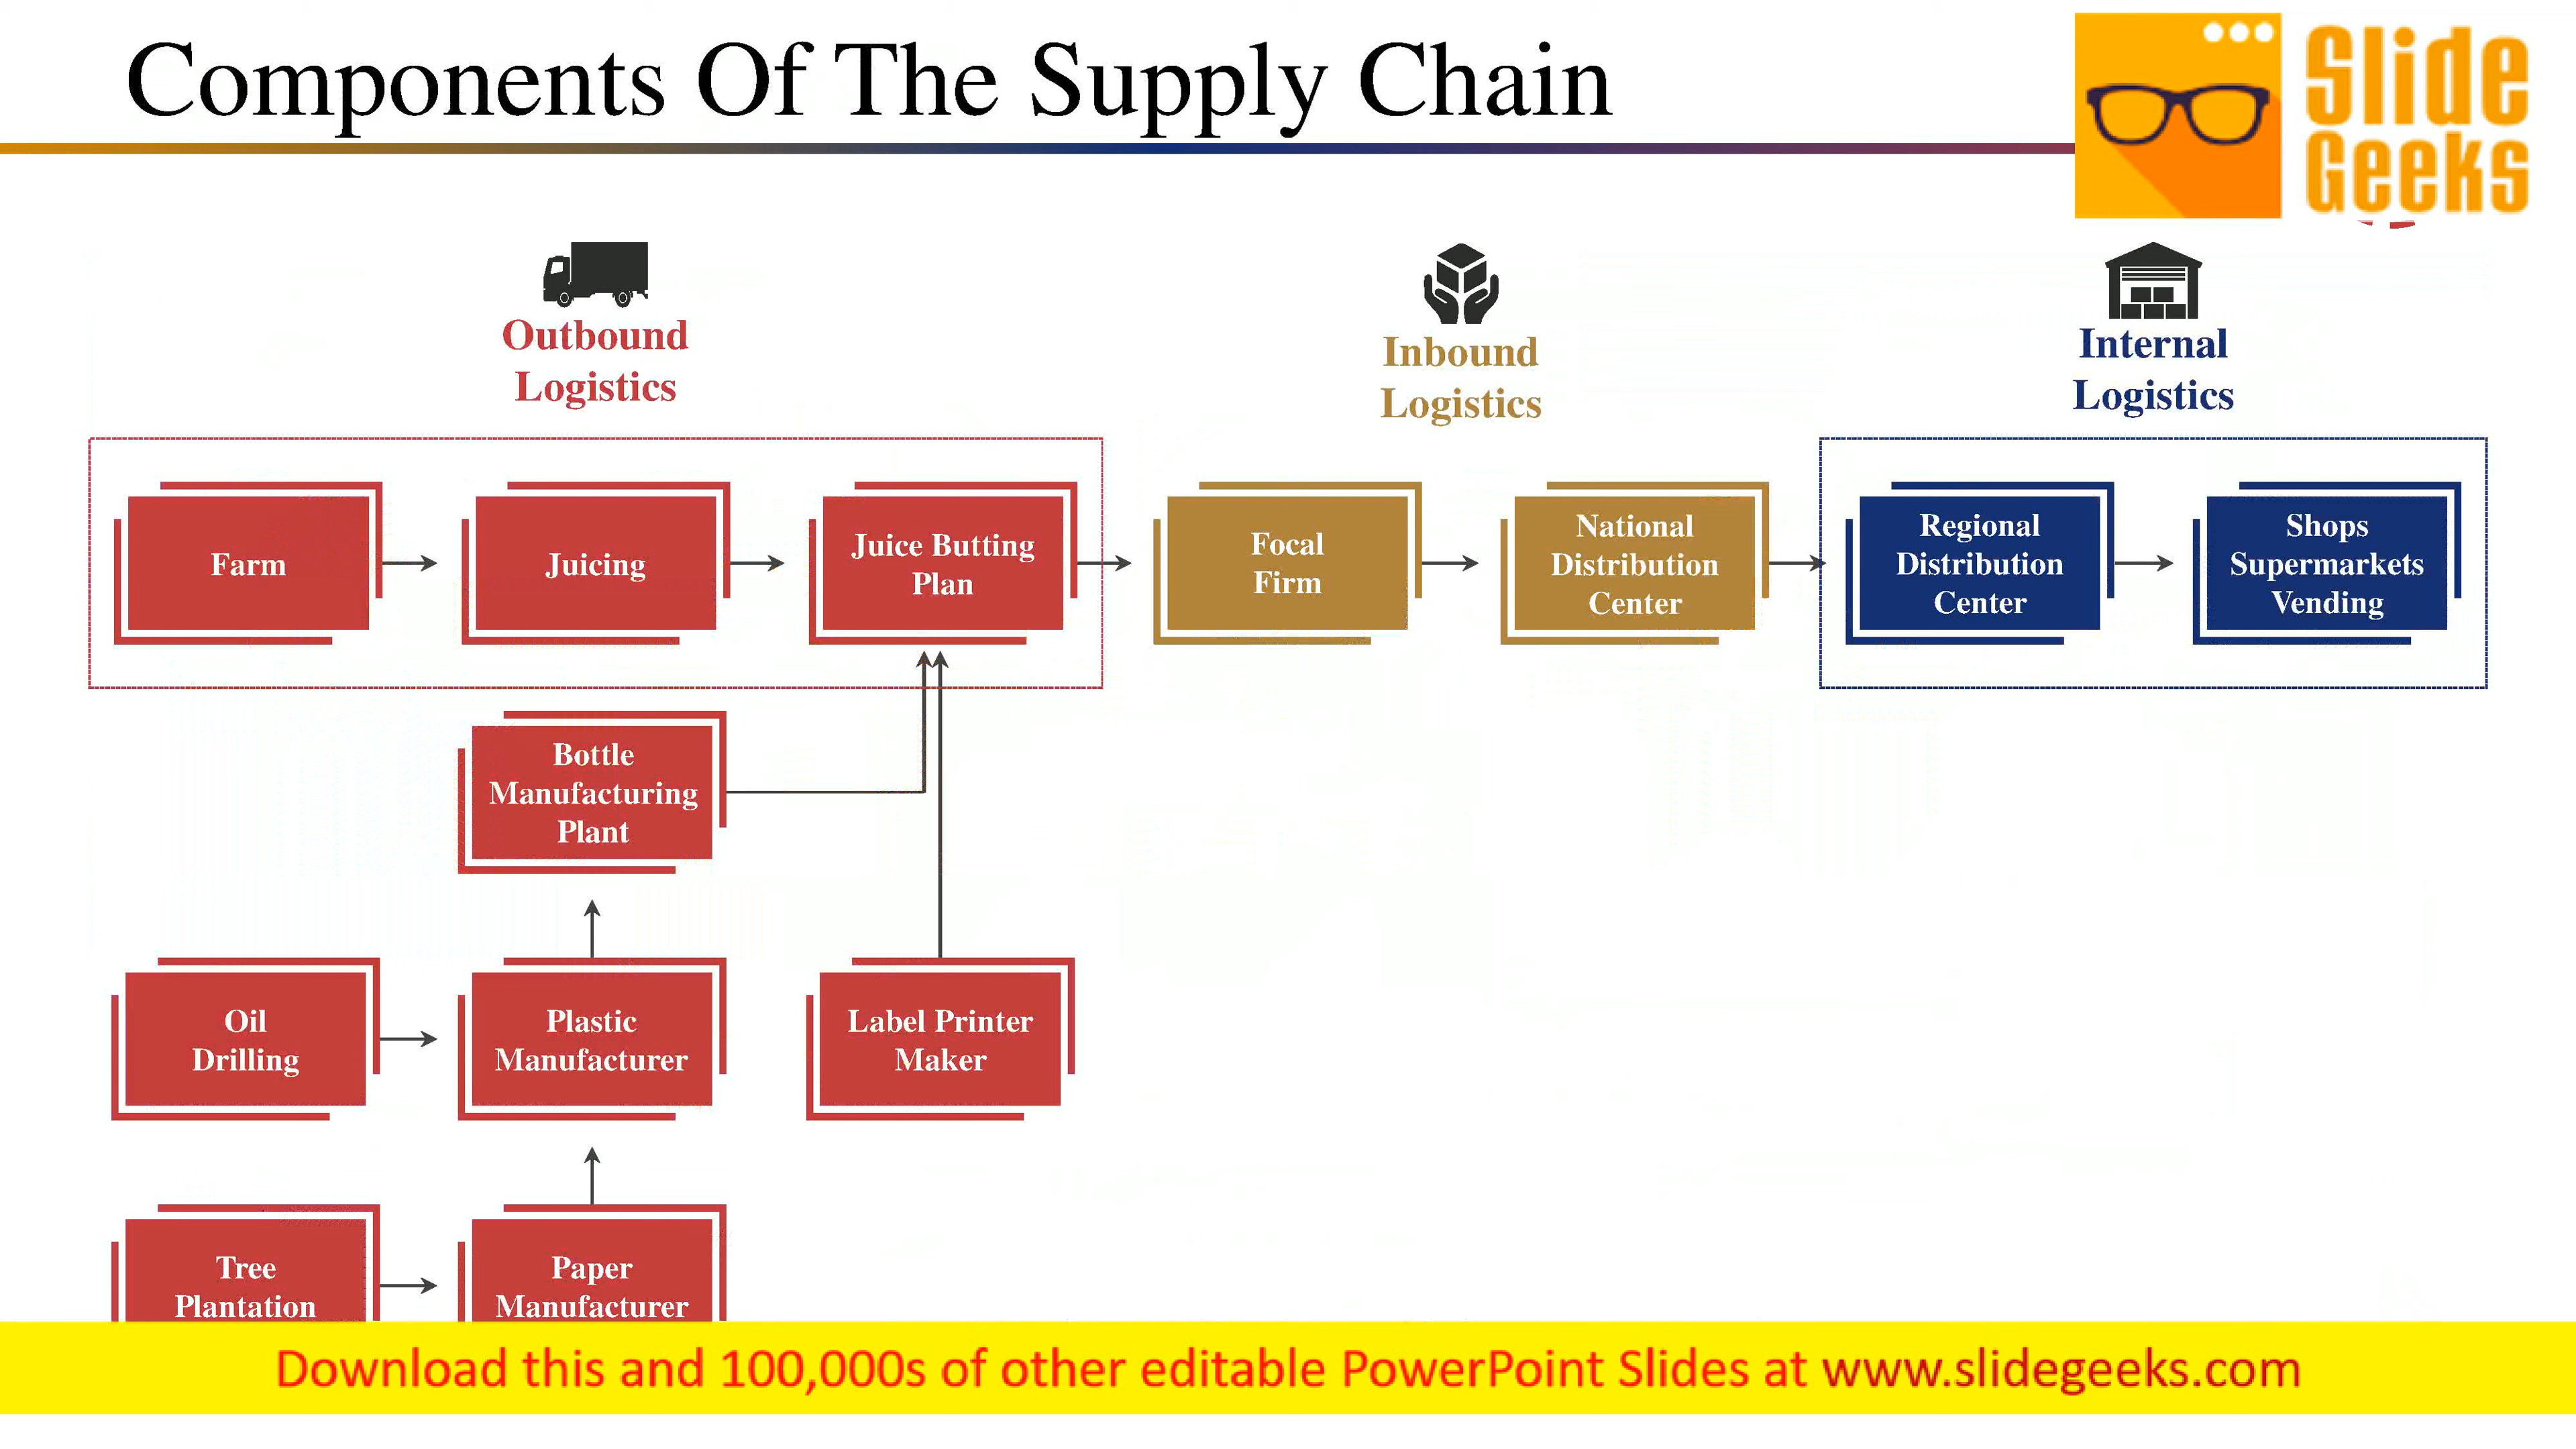 Components Of The Supply Chain
Slide
Geeks
Outbound
Logistics
Inbound
Logistics
Internal
Logistics
Farm
Juicing
Juice Butting
Plan
Focal
Firm
National
Distribution
Center
Regional
Distribution
Center
Shops
Supermarkets
Vending
Bottle
Manufacturing
Plant
Oil
Drilling
Plastic
Manufacturer
Label Printer
Maker
Tree
Plantation
Paper
Manufacturer
Download this and 100,000s of other editable PowerPoint Slides at www.slidegeeks.com